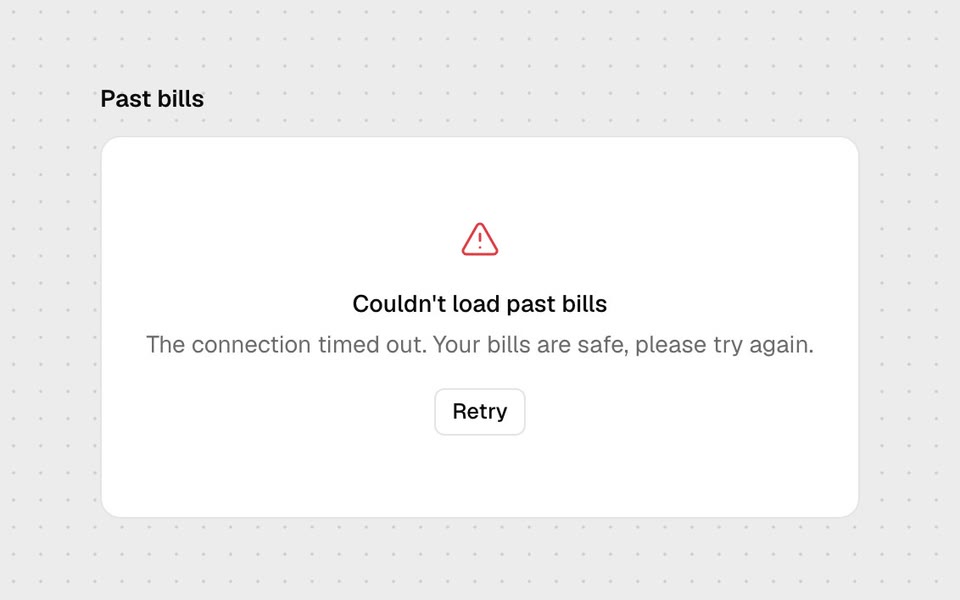 Past bills
Couldn't load past bills
The connection timed out. Your bills are safe, please try again.
Retry